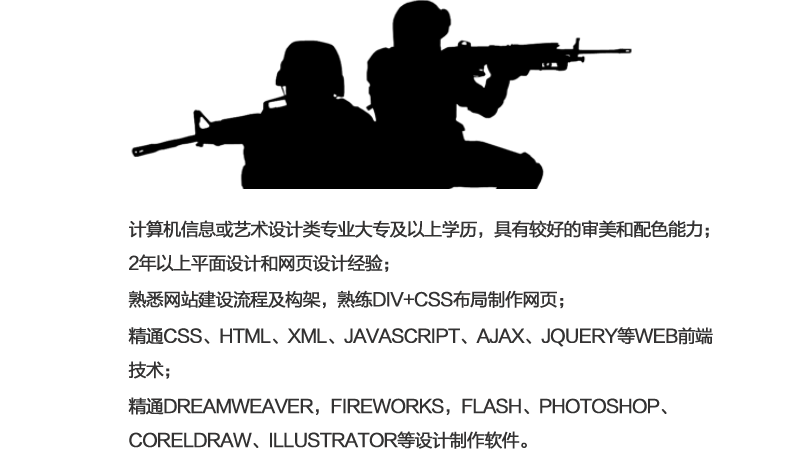 计算机信息或艺术设计类专业大专及以上学历，具有较好的审美和配色能力；
2年以上平面设计和网页设计经验；
熟悉网站建设流程及构架，熟练DIV+CSS布局制作网页；
精通CSS、HTML、XML、JAVASCRIPT、AJAX、JQUERY等WEB前端
技术；
精通DREAMWEAVER，FIREWORKS，FLASH、PHOTOSHOP、
CORELDRAW、ILLUSTRATOR等设计制作软件。